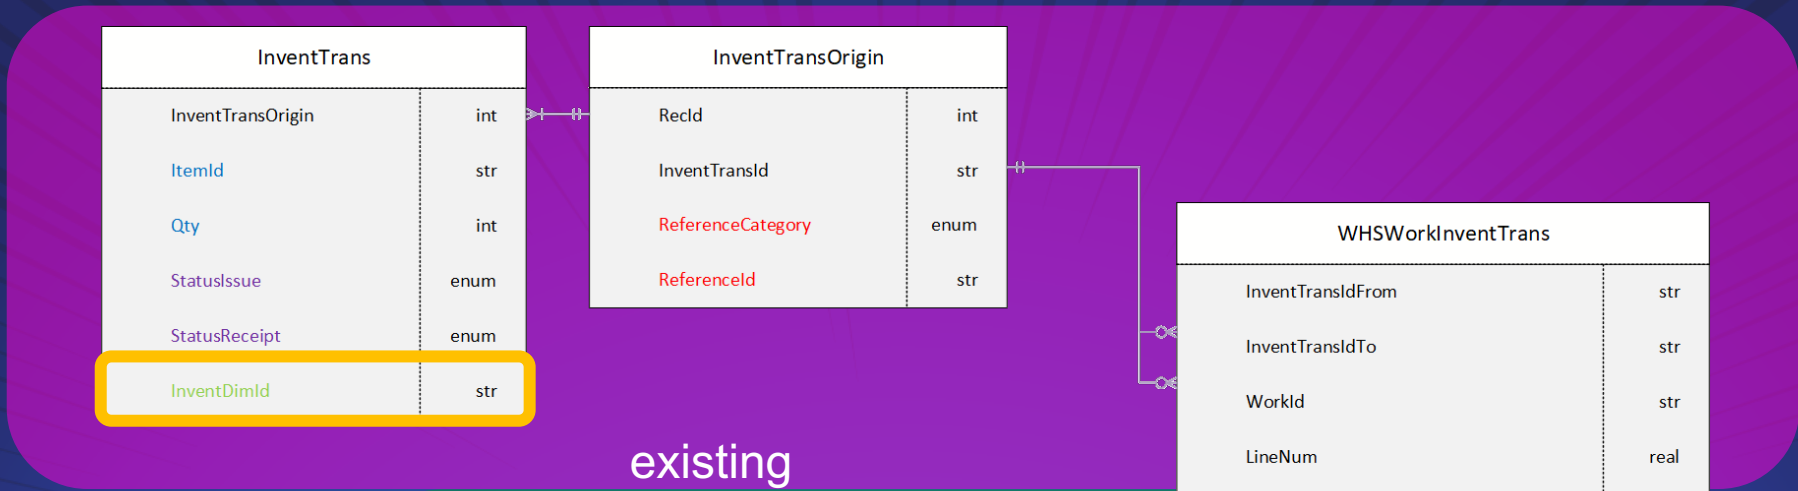 InventTrans
InventTransOrigin int
ItemId str
Qty int
StatusIssue enum
StatusReceipt enum
InventDimId str
InventTransOrigin
RecId int
InventTransId str
ReferenceCategory enum
ReferenceId str
WHSWorkInventTrans
InventTransIdFrom str
InventTransIdTo str
WorkId str
LineNum real
existing